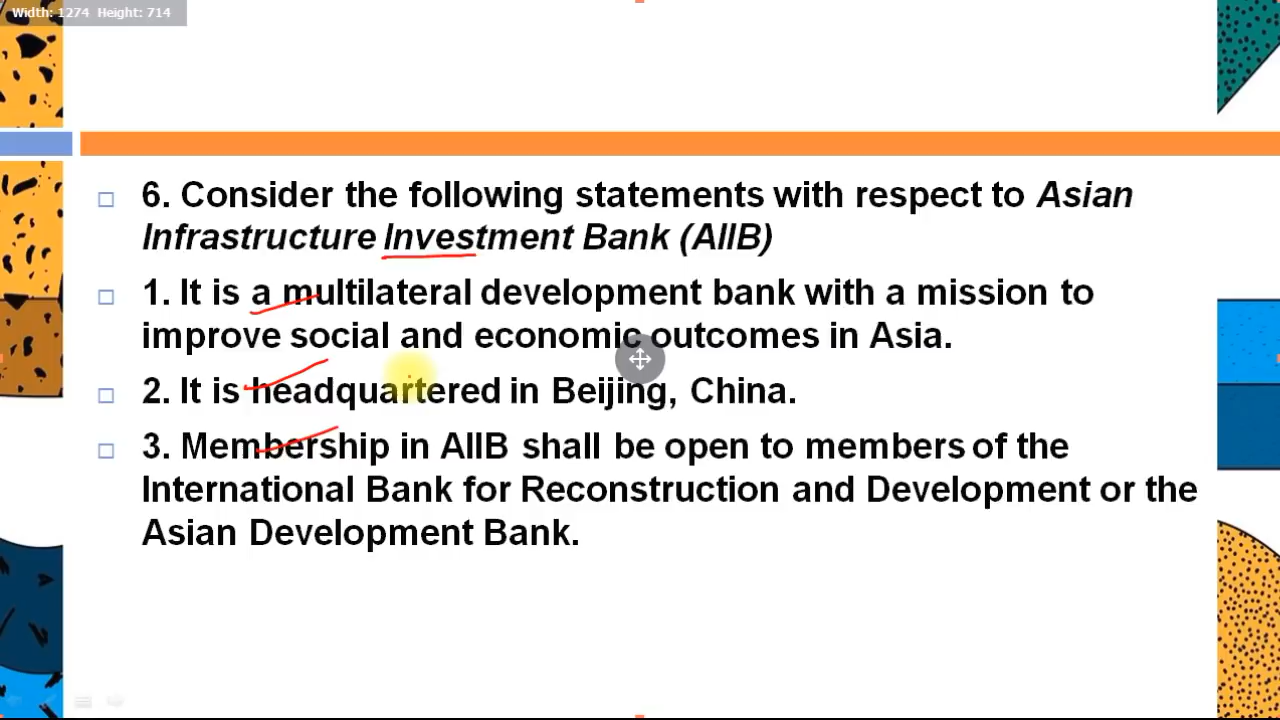 Width: 1274 Height: 714
6. Consider the following statements with respect to Asian
Infrastructure Investment Bank (AIIB)
1. It is a multilateral development bank with a mission to
improve social and economic outcomes in Asia.
2. It is headquartered in Beijing, China.
3. Membership in AIIB shall be open to members of the
International Bank for Reconstruction and Development or the
Asian Development Bank.